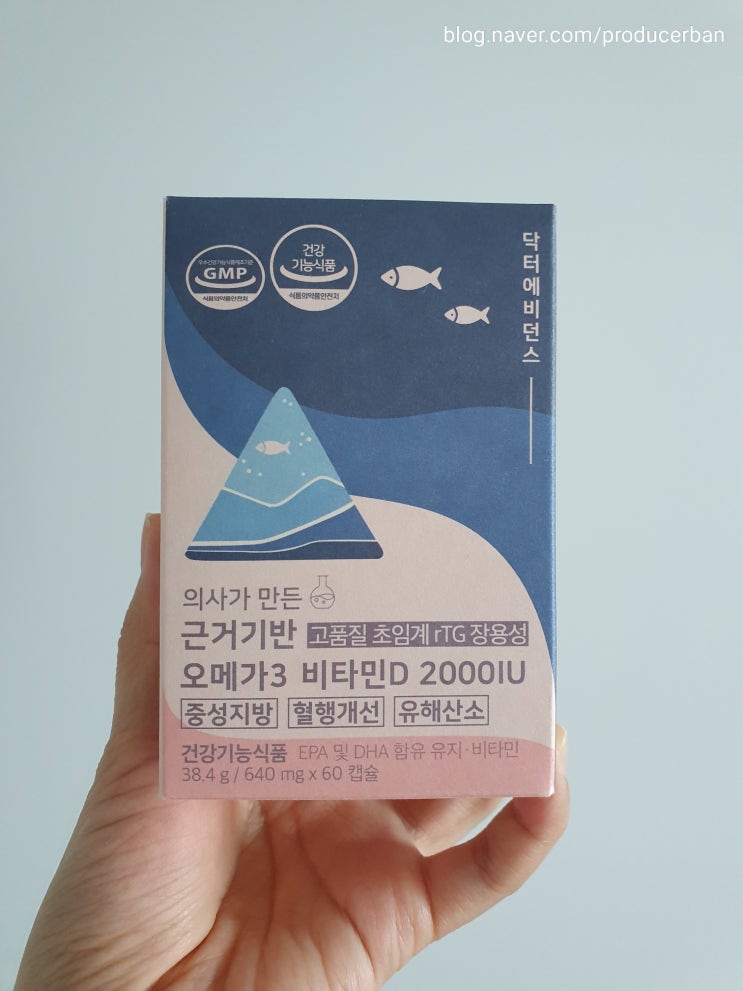 blog.naver.com/producerban
우수건강기능식품제조기준
GMP
식품의약품안전처
건강
기능식품
식품의약품안전처
닥터에비던스
의사가 만든
근거기반 고품질 초임계 rTG 장용성
오메가3 비타민D 2000IU
중성지방 혈행개선 유해산소
건강기능식품 EPA 및 DHA 함유 유지·비타민
38.4 g / 640 mg x 60 캡슐